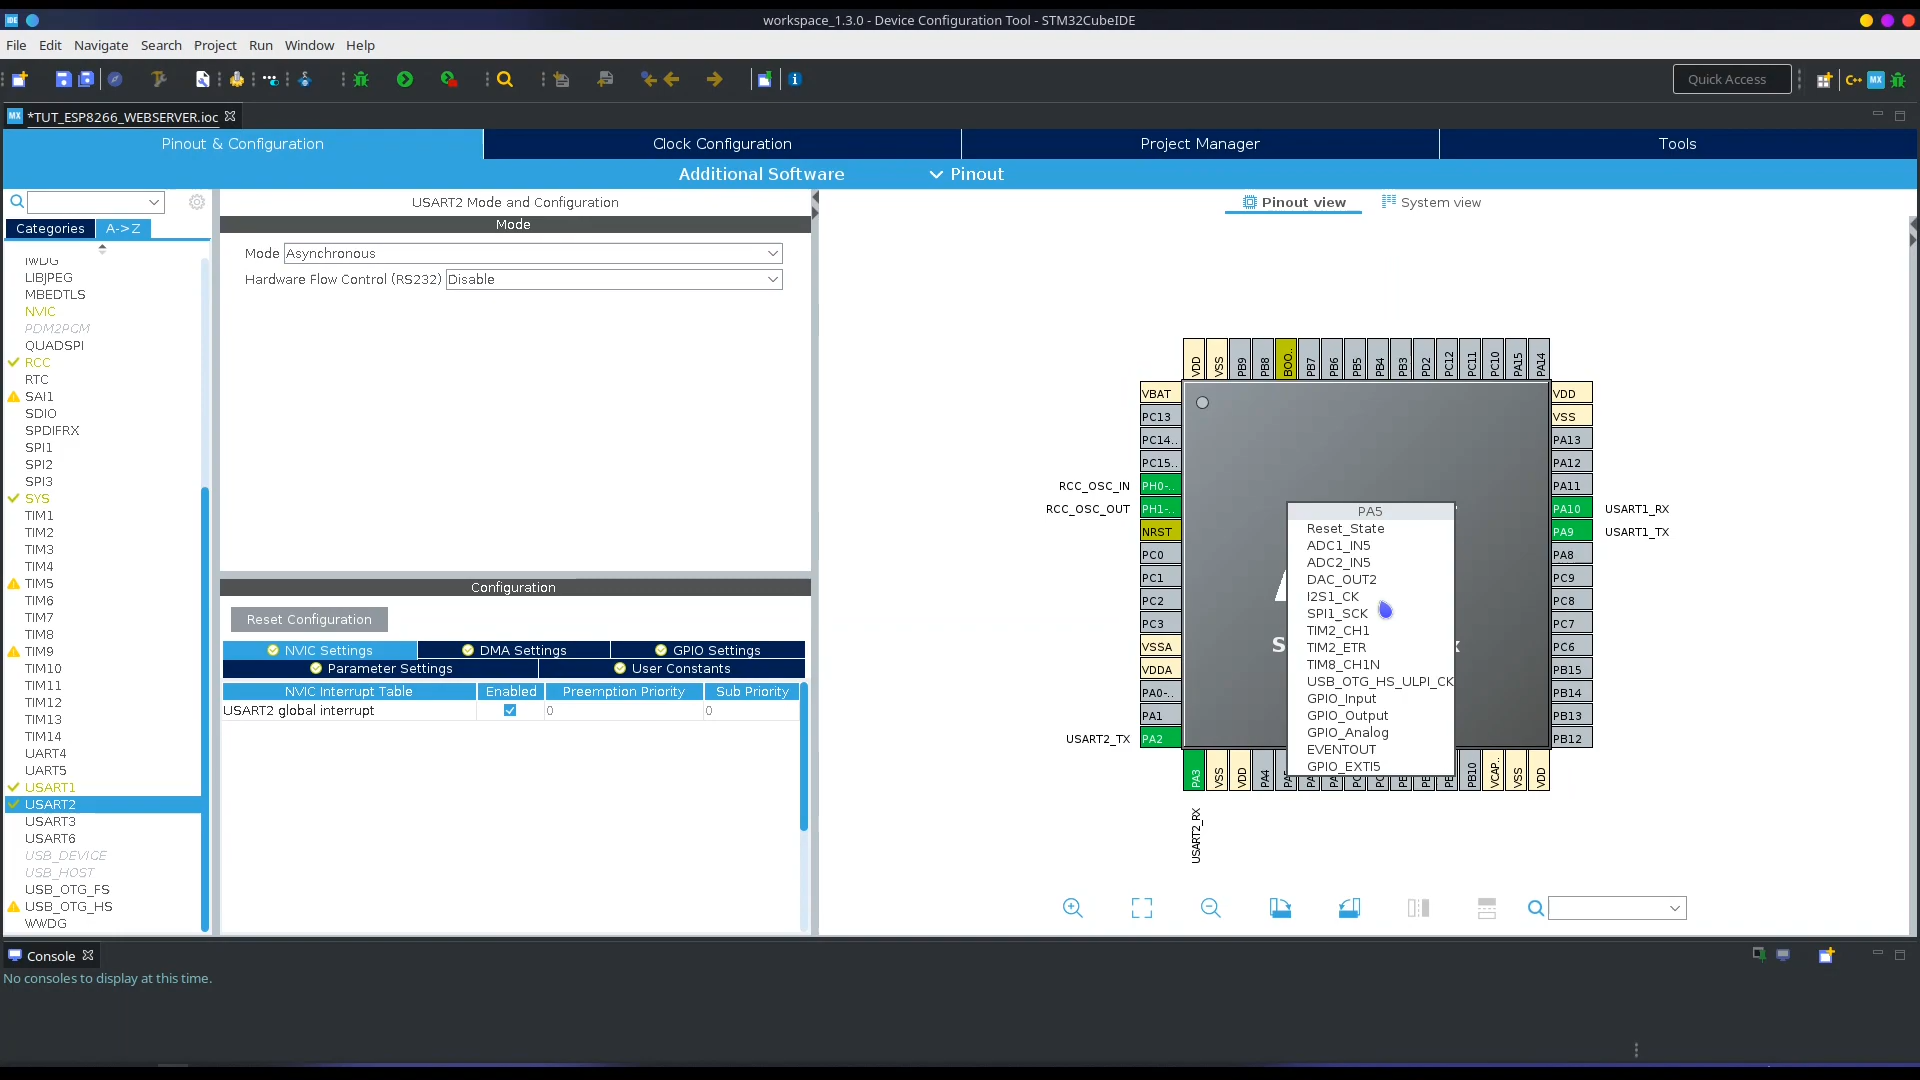 IDE
workspace_1.3.0 - Device Configuration Tool - STM32CubeIDE
File Edit Navigate Search Project Run Window Help
Quick Access
C++ MX
MX *TUT_ESP8266_WEBSERVER.ioc
Pinout & Configuration Clock Configuration Project Manager Tools
Additional Software Pinout
USART2 Mode and Configuration
Mode
Mode Asynchronous
Hardware Flow Control (RS232) Disable
Categories A->Z
IWDG
LIBJPEG
MBEDTLS
NVIC
PDM2PCM
QUADSPI
RCC
RTC
SAI1
SDIO
SPDIFRX
SPI1
SPI2
SPI3
SYS
TIM1
TIM2
TIM3
TIM4
TIM5
TIM6
TIM7
TIM8
TIM9
TIM10
TIM11
TIM12
TIM13
TIM14
UART4
UART5
USART1
USART2
USART3
USART6
USB_DEVICE
USB_HOST
USB_OTG_FS
USB_OTG_HS
WWDG
Configuration
Reset Configuration
NVIC Settings DMA Settings GPIO Settings
Parameter Settings User Constants
NVIC Interrupt Table Enabled Preemption Priority Sub Priority
USART2 global interrupt 0 0
Pinout view System view
VDD VSS PB9 PB8 BOO.. PB7 PB6 PB5 PB4 PB3 PD2 PC12 PC11 PC10 PA15 PA14
VBAT
PC13
PC14..
PC15..
RCC_OSC_IN PH0-..
RCC_OSC_OUT PH1-..
NRST
PC0
PC1
PC2
PC3
VSSA
VDDA
PA0-..
PA1
USART2_TX PA2
PA5
Reset_State
ADC1_IN5
ADC2_IN5
DAC_OUT2
I2S1_CK
SPI1_SCK
TIM2_CH1
TIM2_ETR
TIM8_CH1N
USB_OTG_HS_ULPI_CK
GPIO_Input
GPIO_Output
GPIO_Analog
EVENTOUT
GPIO_EXTI5
VDD
VSS
PA13
PA12
PA11
PA10 USART1_RX
PA9 USART1_TX
PA8
PC9
PC8
PC7
PC6
PB15
PB14
PB13
PB12
PA3 VSS VDD PA4 PB10 VCAP.. VSS VDD
USART2_RX
Console
No consoles to display at this time.